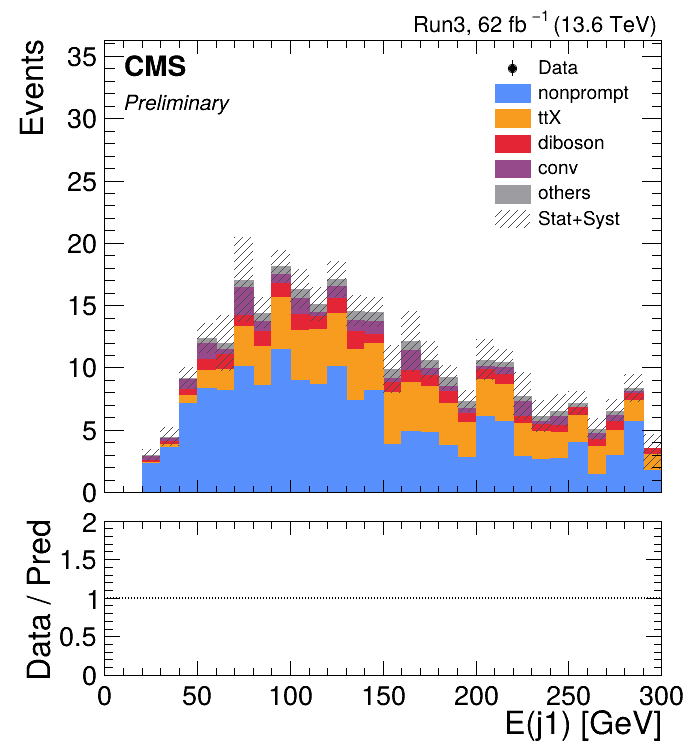 Run3, 62 fb⁻¹ (13.6 TeV)
CMS
Preliminary
Data
nonprompt
ttX
diboson
conv
others
Stat+Syst
Events
35
30
25
20
15
10
5
0
Data / Pred
2
1.5
1
0.5
0
0 50 100 150 200 250 300
E(j1) [GeV]